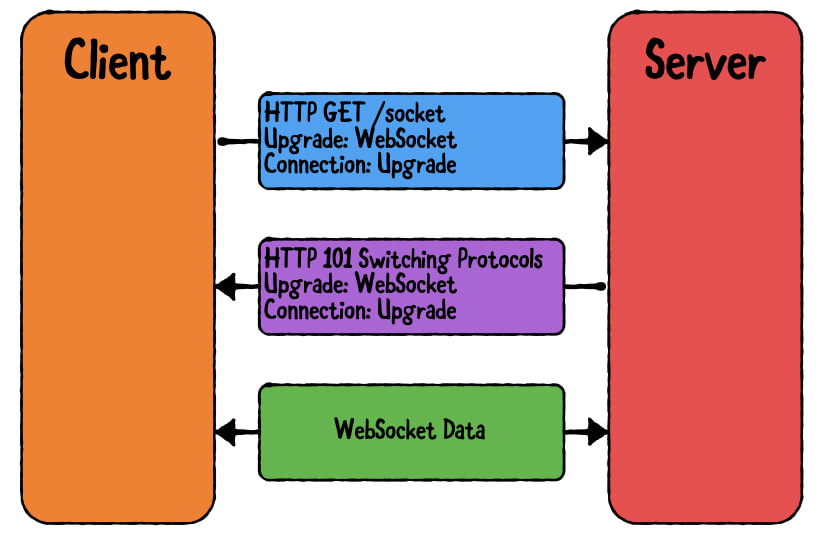 Client
Server
HTTP GET /socket
Upgrade: WebSocket
Connection: Upgrade
HTTP 101 Switching Protocols
Upgrade: WebSocket
Connection: Upgrade
WebSocket Data